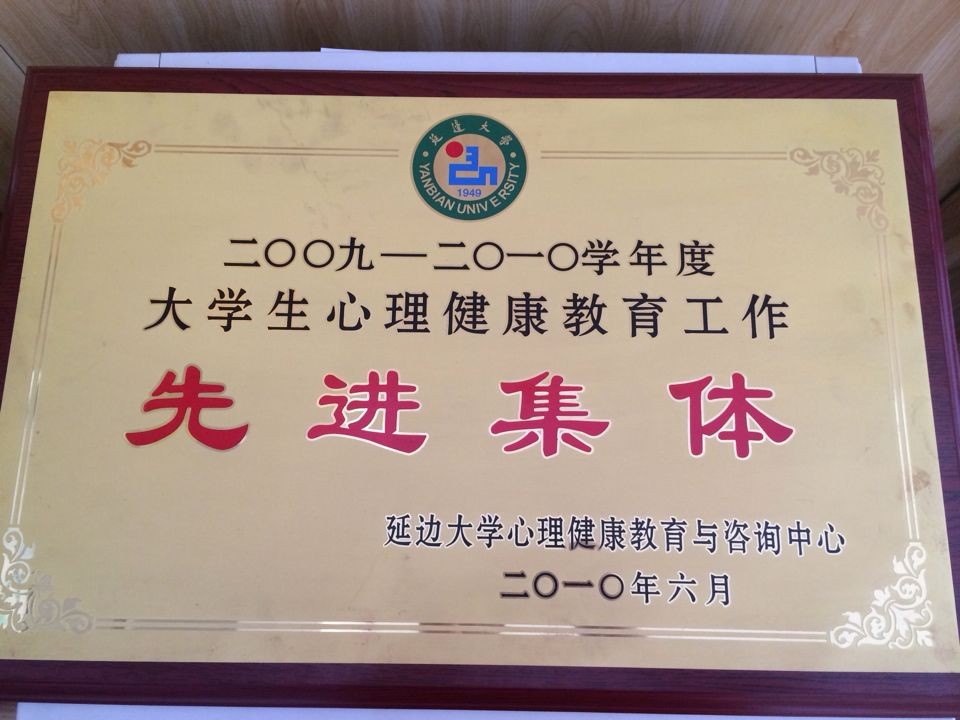 延邊大學
YANBIAN UNIVERSITY
1949
二〇〇九—二〇一〇学年度
大学生心理健康教育工作
先进集体
延边大学心理健康教育与咨询中心
二〇一〇年六月